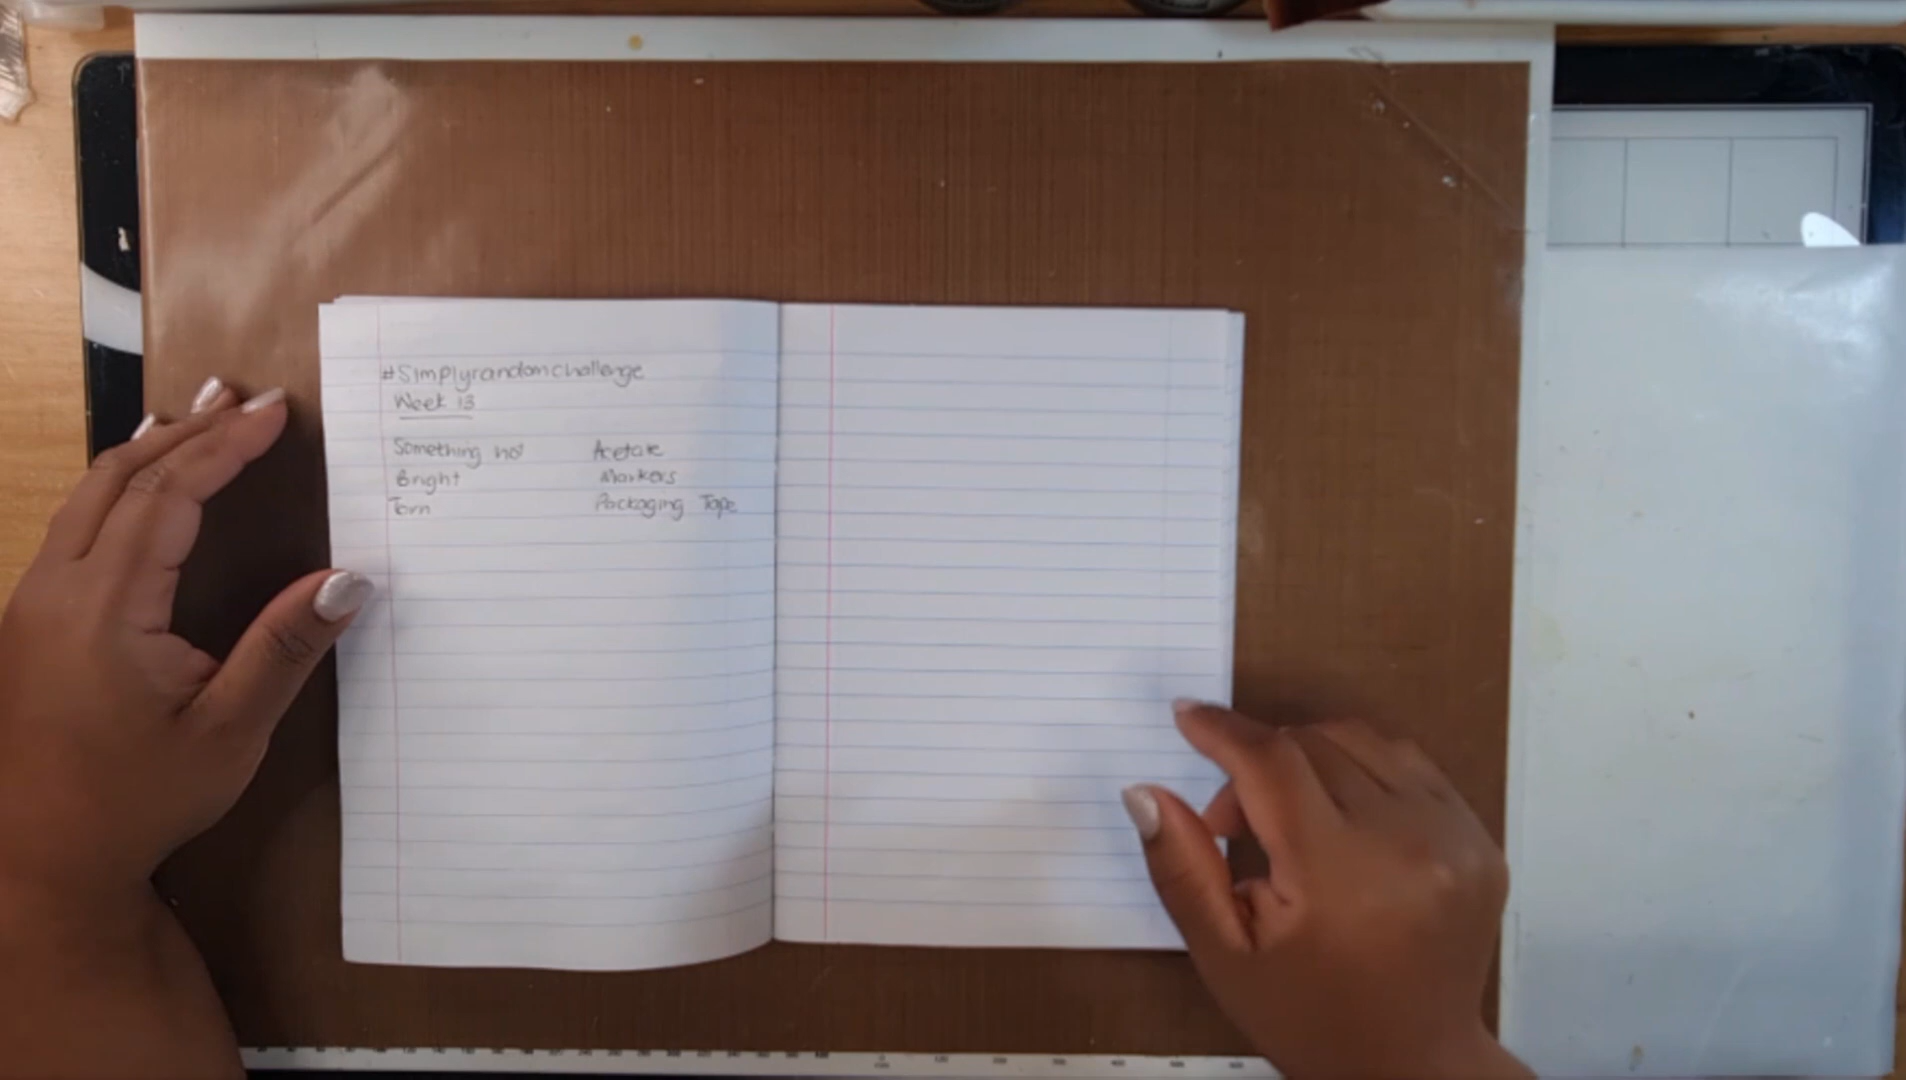 #Simplyrandomchallenge
Week 13
Something hot Acetate
Bright Markers
Torn Packaging Tape